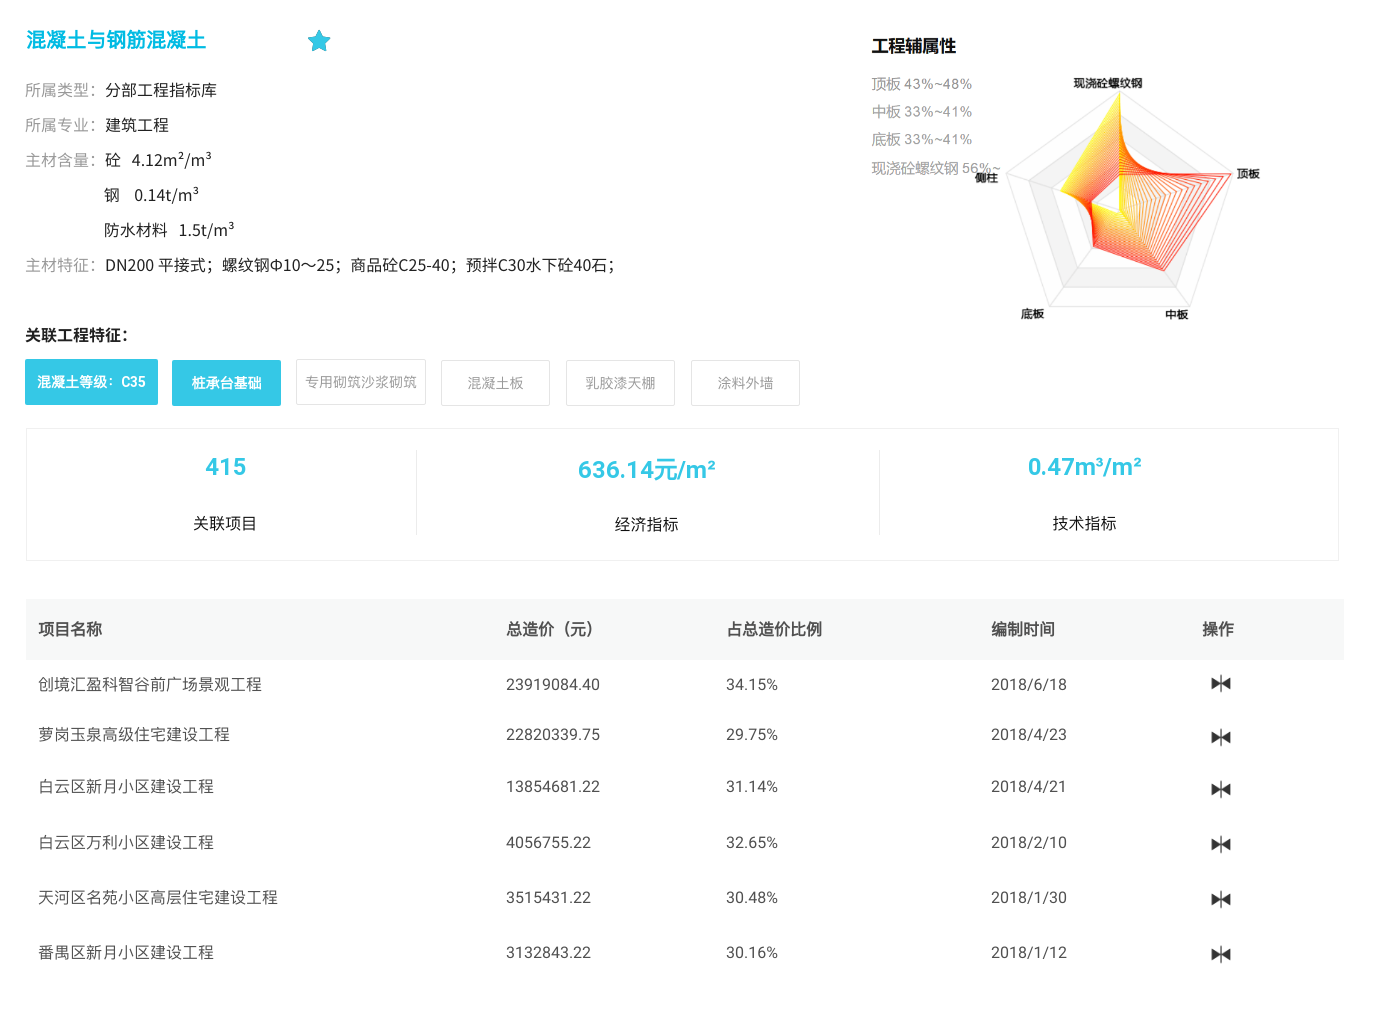 混凝土与钢筋混凝土
所属类型：分部工程指标库
所属专业：建筑工程
主材含量：砼 4.12m²/m³
钢 0.14t/m³
防水材料 1.5t/m³
主材特征：DN200 平接式；螺纹钢Φ10～25；商品砼C25-40；预拌C30水下砼40石；
工程辅属性
顶板 43%~48%
中板 33%~41%
底板 33%~41%
现浇砼螺纹钢 56%~
现浇砼螺纹钢
侧柱
顶板
底板
中板
关联工程特征：
混凝土等级：C35
桩承台基础
专用砌筑沙浆砌筑
混凝土板
乳胶漆天棚
涂料外墙
415
636.14元/m²
0.47m³/m²
关联项目
经济指标
技术指标
项目名称 总造价（元） 占总造价比例 编制时间 操作
创境汇盈科智谷前广场景观工程 23919084.40 34.15% 2018/6/18
萝岗玉泉高级住宅建设工程 22820339.75 29.75% 2018/4/23
白云区新月小区建设工程 13854681.22 31.14% 2018/4/21
白云区万利小区建设工程 4056755.22 32.65% 2018/2/10
天河区名苑小区高层住宅建设工程 3515431.22 30.48% 2018/1/30
番禺区新月小区建设工程 3132843.22 30.16% 2018/1/12